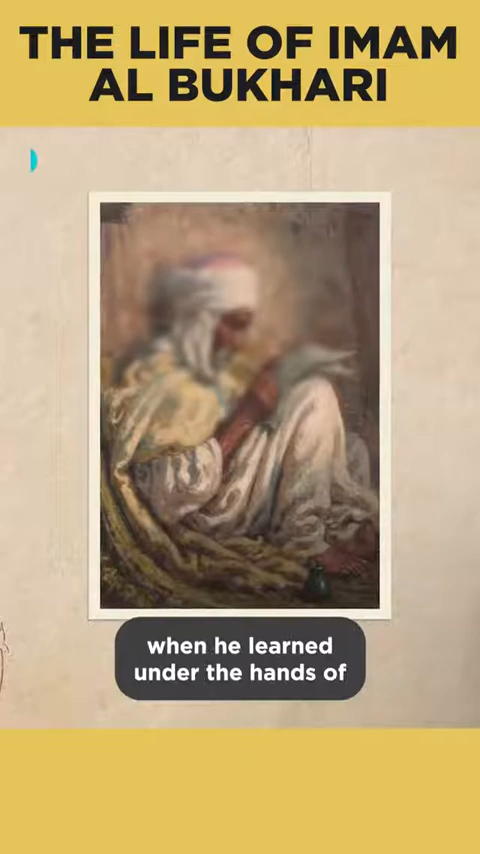 THE LIFE OF IMAM
AL BUKHARI
when he learned
under the hands of